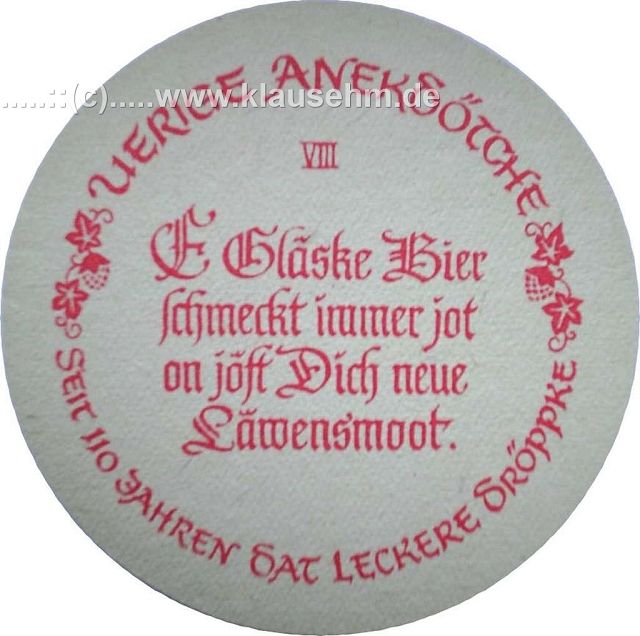 UERIGE ANEKSÖTCHE
.....::(c).....www.klausehm.de
VIII
E Gläske Bier
schmeckt immer jot
on jöft Dich neue
Läwensmoot.
SEIT 110 JAHREN DAT LECKERE DRÖPPKE